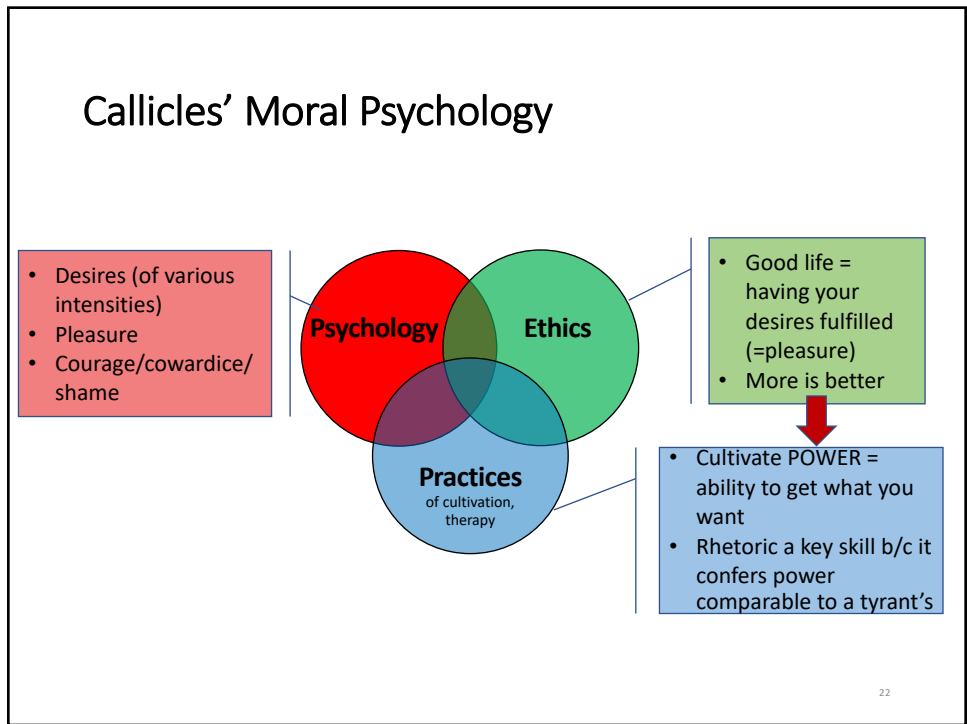 Callicles’ Moral Psychology
• Desires (of various
intensities)
• Pleasure
• Courage/cowardice/
shame
Psychology
Ethics
• Good life =
having your
desires fulfilled
(=pleasure)
• More is better
Practices
of cultivation,
therapy
• Cultivate POWER =
ability to get what you
want
• Rhetoric a key skill b/c it
confers power
comparable to a tyrant’s
22